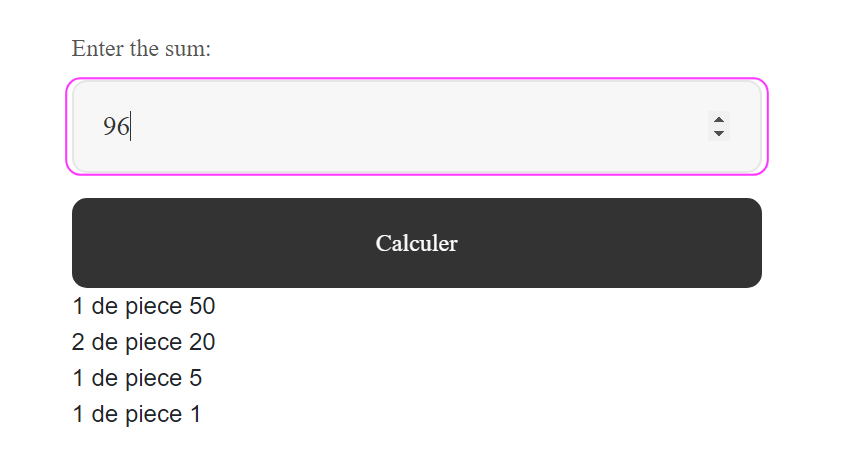 Enter the sum:
96
Calculer
1 de piece 50
2 de piece 20
1 de piece 5
1 de piece 1